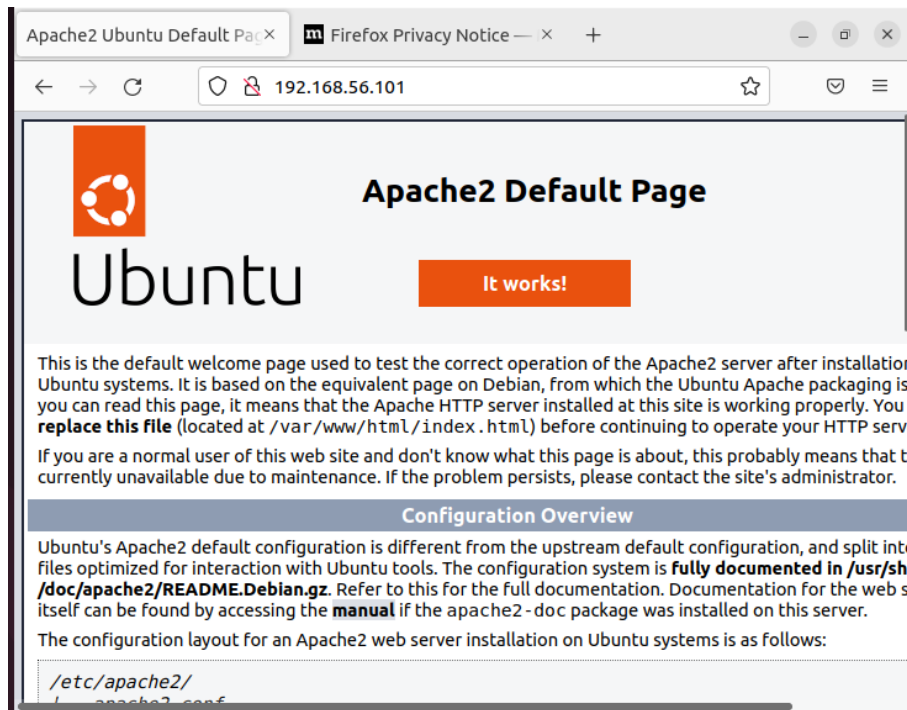 Apache2 Ubuntu Default Pag
Firefox Privacy Notice —
192.168.56.101
Ubuntu
Apache2 Default Page
It works!
This is the default welcome page used to test the correct operation of the Apache2 server after installation
Ubuntu systems. It is based on the equivalent page on Debian, from which the Ubuntu Apache packaging is
you can read this page, it means that the Apache HTTP server installed at this site is working properly. You
replace this file (located at /var/www/html/index.html) before continuing to operate your HTTP serv
If you are a normal user of this web site and don't know what this page is about, this probably means that t
currently unavailable due to maintenance. If the problem persists, please contact the site's administrator.
Configuration Overview
Ubuntu's Apache2 default configuration is different from the upstream default configuration, and split int
files optimized for interaction with Ubuntu tools. The configuration system is fully documented in /usr/sh
/doc/apache2/README.Debian.gz. Refer to this for the full documentation. Documentation for the web s
itself can be found by accessing the manual if the apache2-doc package was installed on this server.
The configuration layout for an Apache2 web server installation on Ubuntu systems is as follows:
/etc/apache2/
|-- apache2.conf